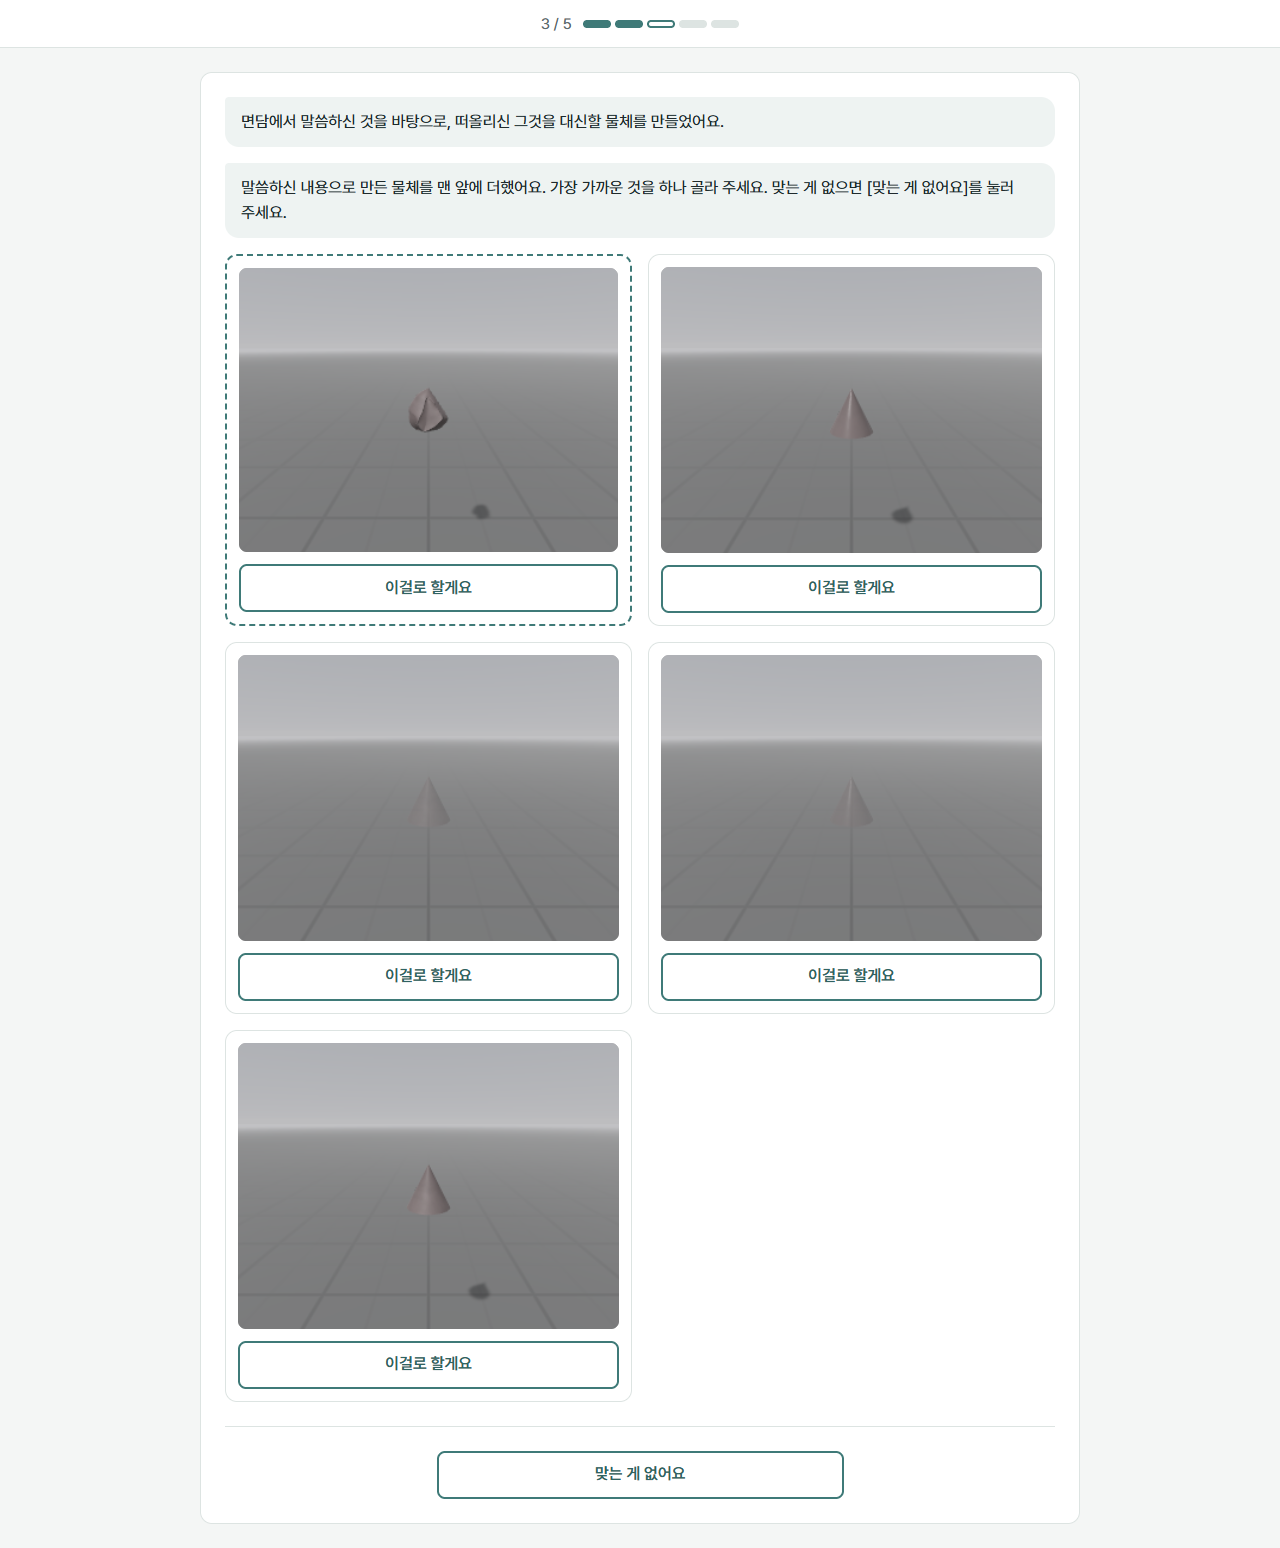 3 / 5
면담에서 말씀하신 것을 바탕으로, 떠올리신 그것을 대신할 물체를 만들었어요.
말씀하신 내용으로 만든 물체를 맨 앞에 더했어요. 가장 가까운 것을 하나 골라 주세요. 맞는 게 없으면 [맞는 게 없어요]를 눌러
주세요.
이걸로 할게요
이걸로 할게요
이걸로 할게요
이걸로 할게요
이걸로 할게요
맞는 게 없어요